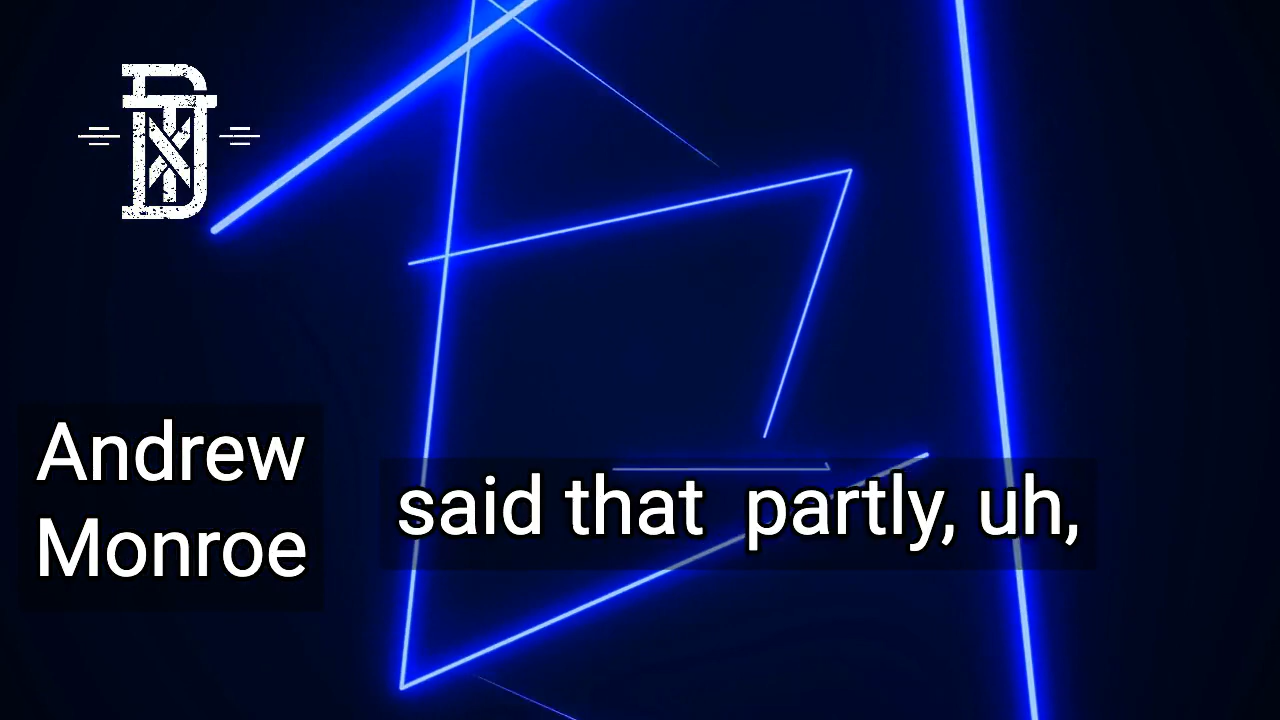 Andrew
Monroe
said that partly, uh,